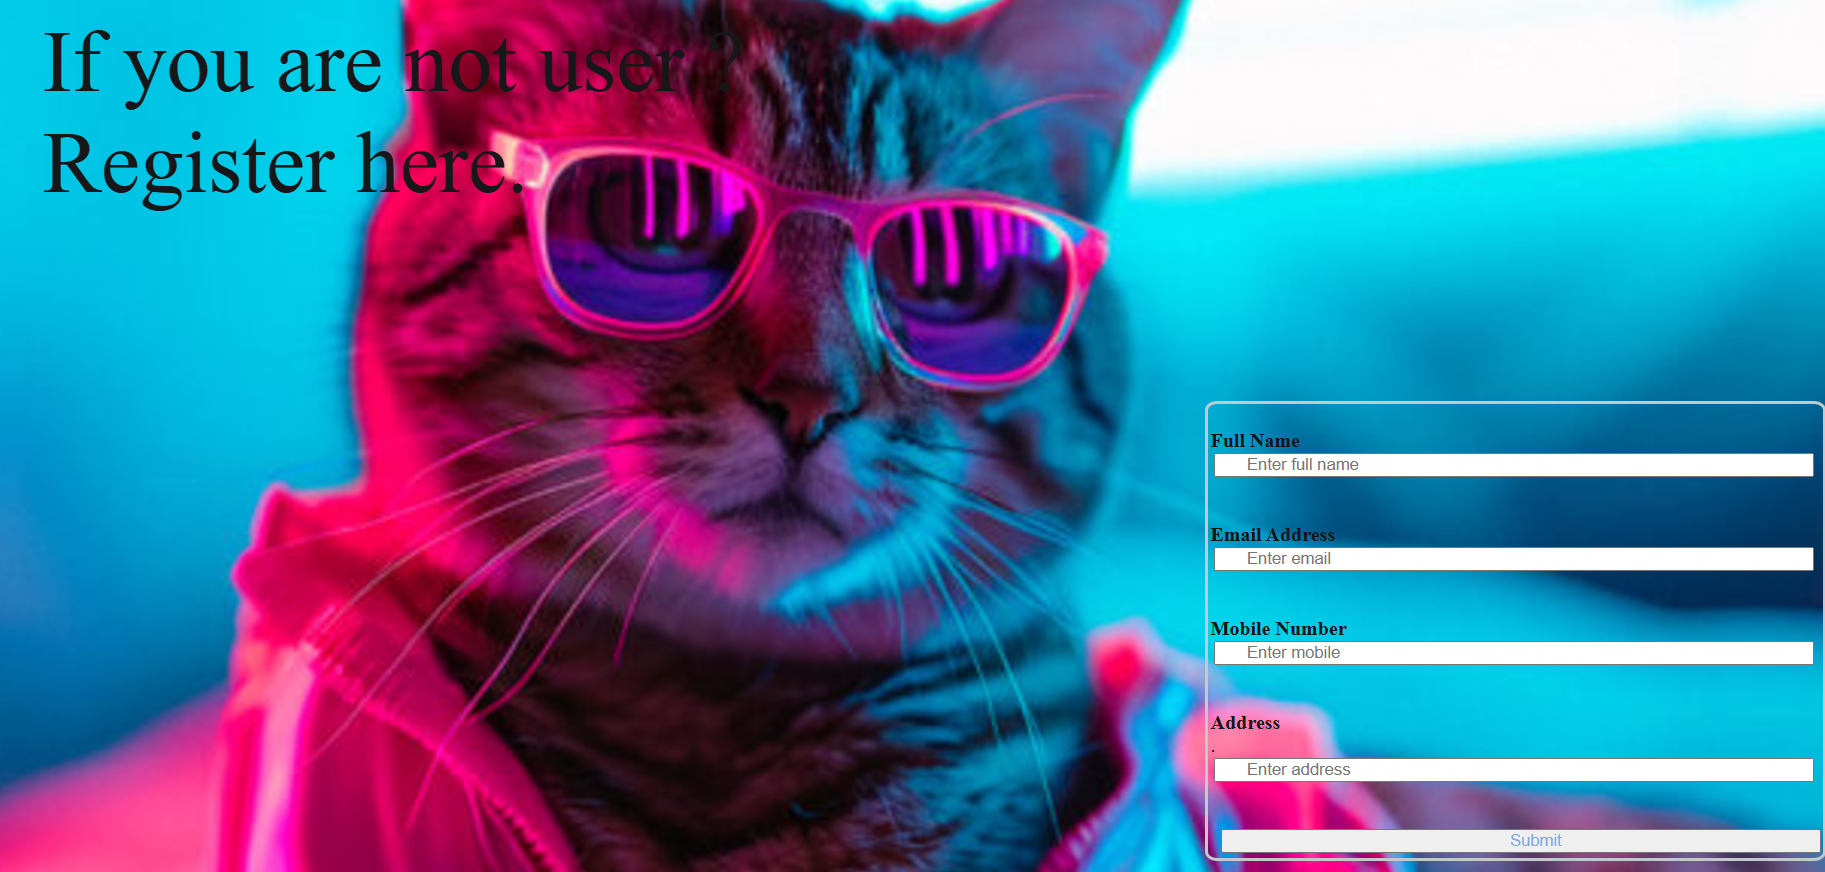 If you are not user ?
Register here.
Full Name
Enter full name
Email Address
Enter email
Mobile Number
Enter mobile
Address
.
Enter address
Submit